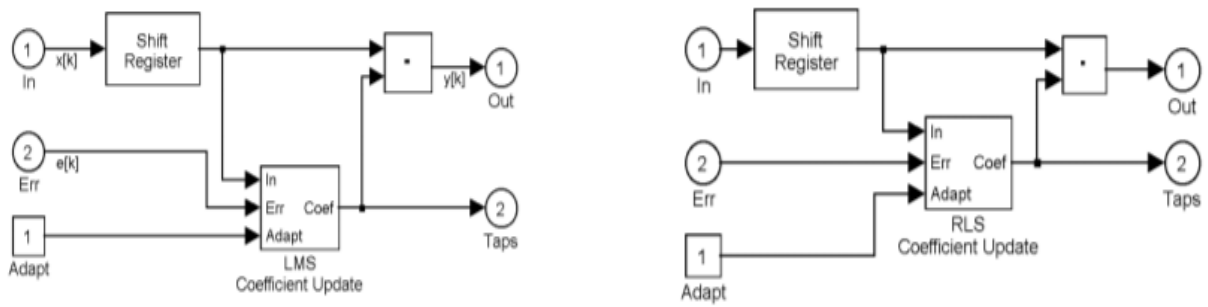 1
In
x[k]
Shift
Register
y[k]
1
Out
2
Err
e[k]
In
Err
Coef
Adapt
2
Taps
1
Adapt
LMS
Coefficient Update
1
In
Shift
Register
1
Out
2
Err
In
Err
Coef
Adapt
2
Taps
RLS
Coefficient Update
1
Adapt